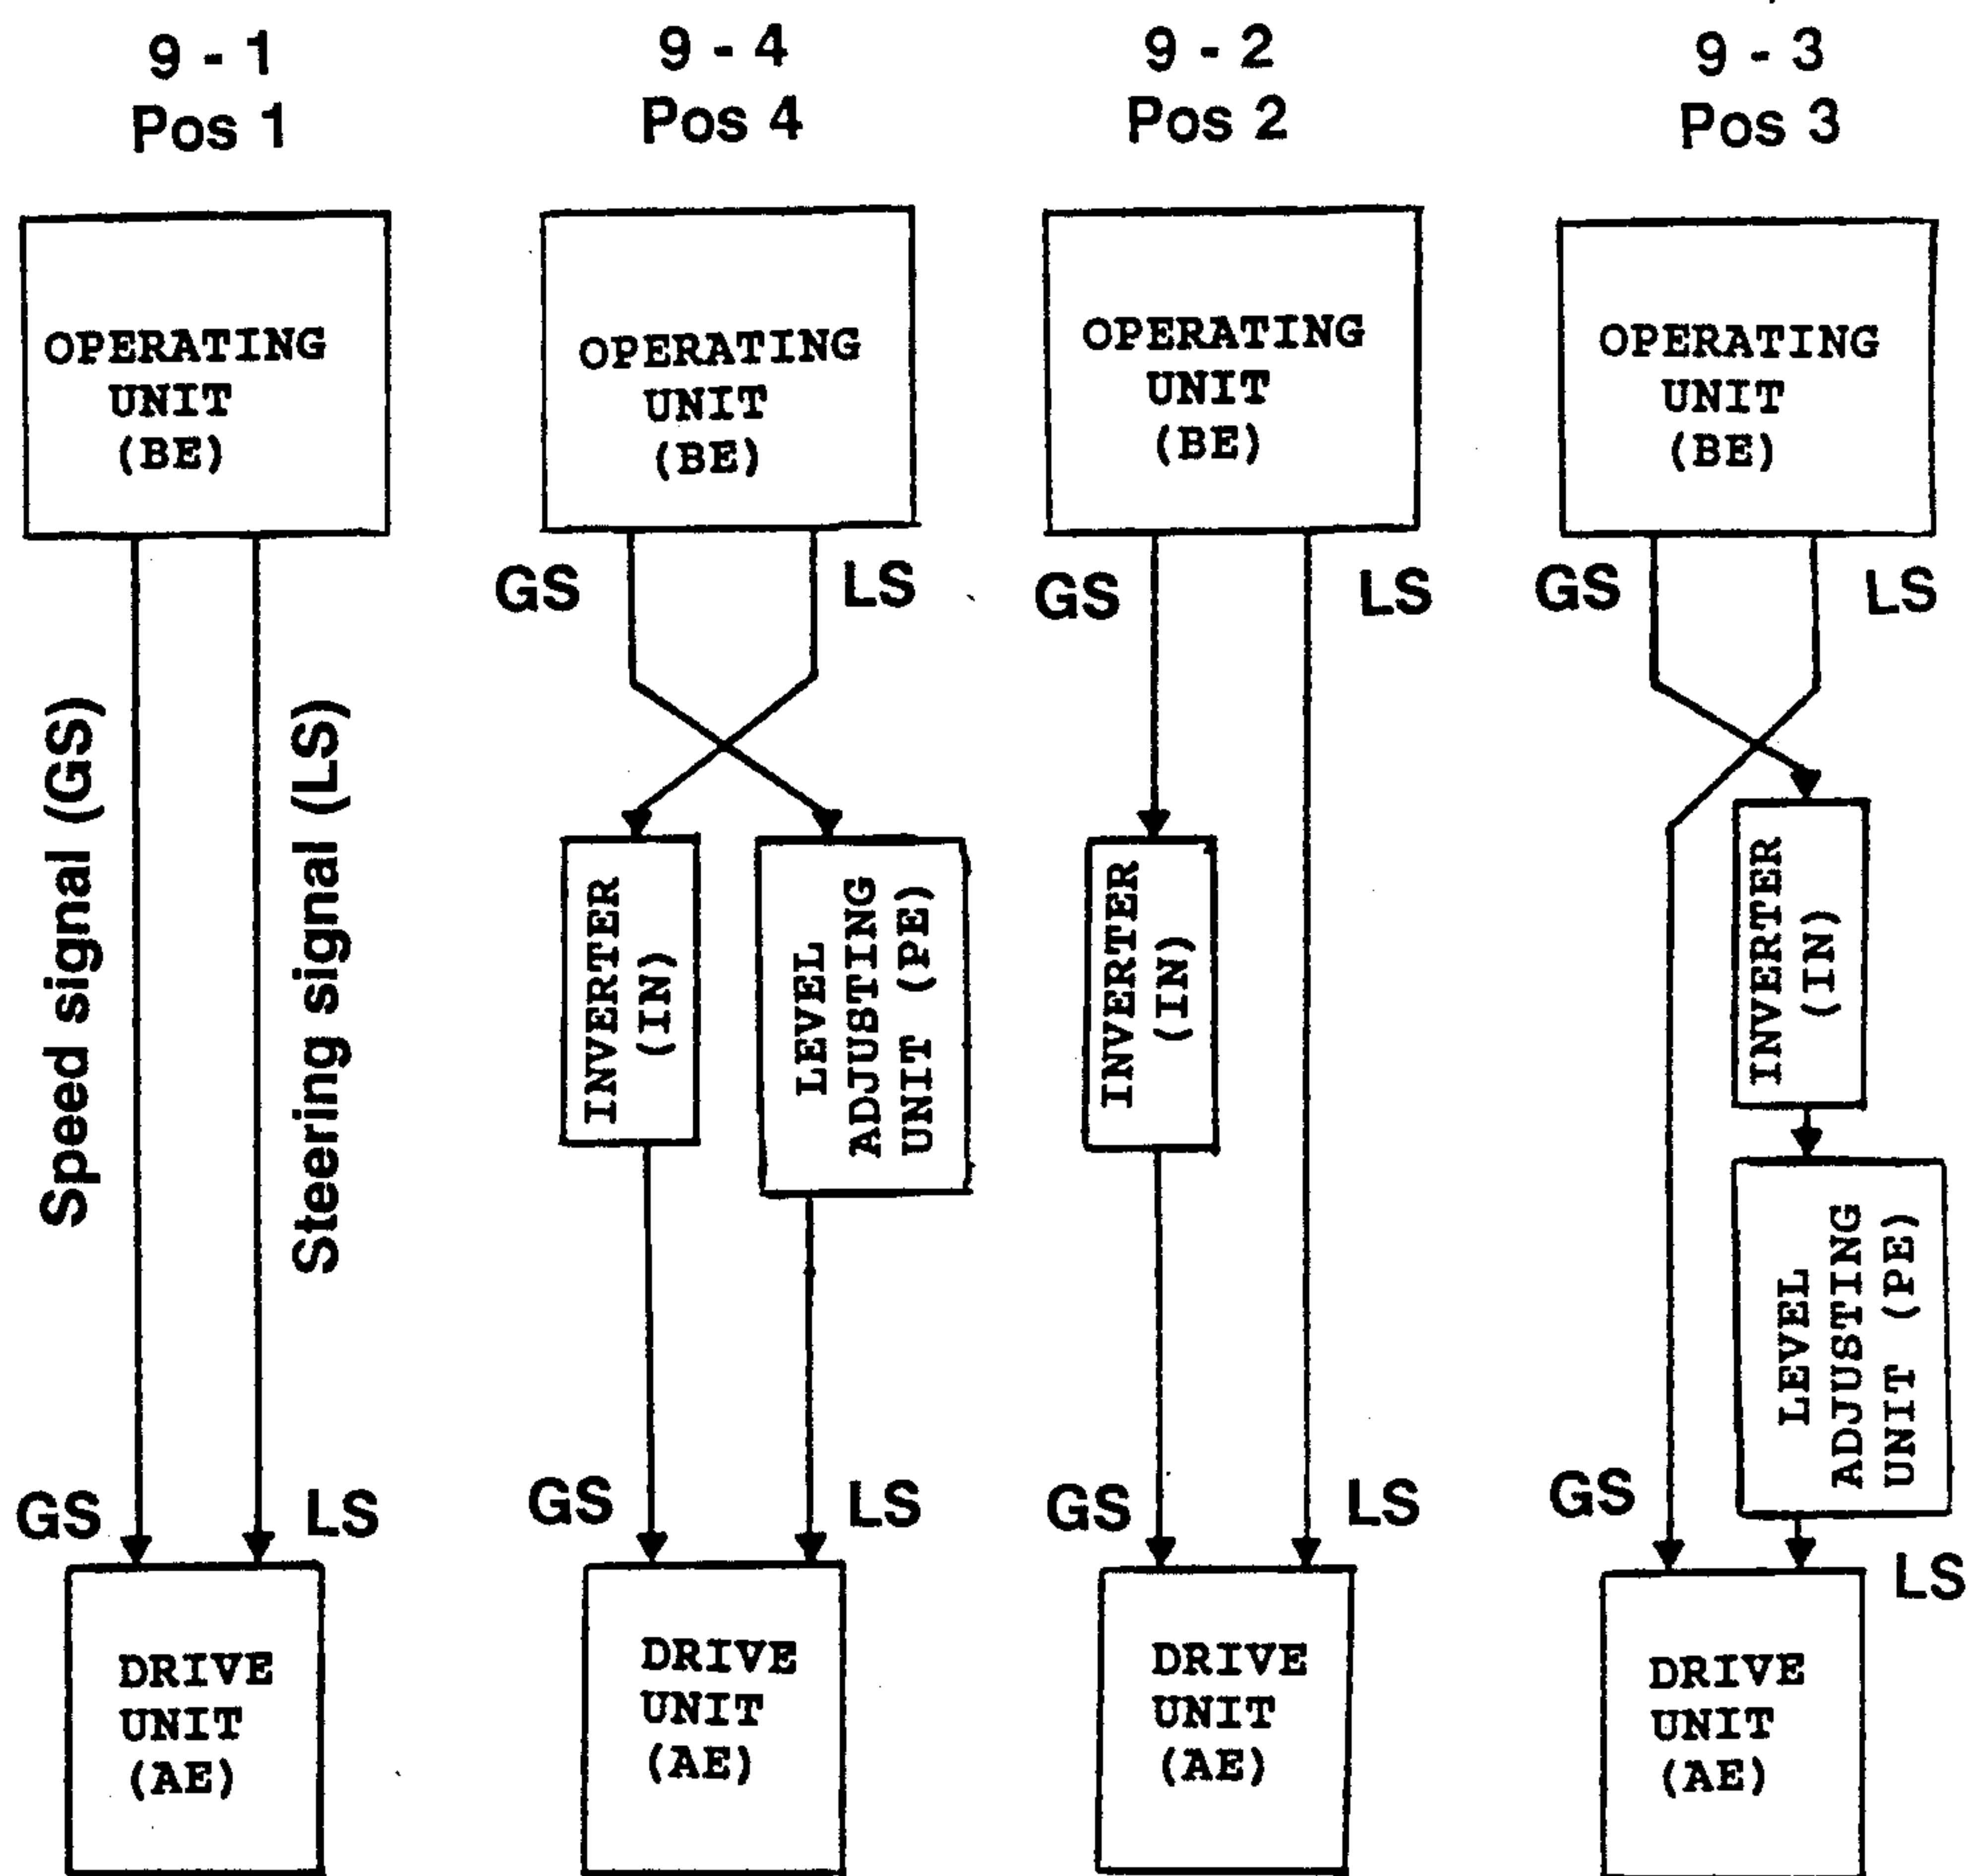 9 - 1
Pos 1
OPERATING
UNIT
(BE)
Speed signal (GS)
Steering signal (LS)
GS
LS
DRIVE
UNIT
(AE)
9 - 4
Pos 4
OPERATING
UNIT
(BE)
GS
LS
INVERTER
(IN)
LEVEL
ADJUSTING
UNIT (PE)
GS
LS
DRIVE
UNIT
(AE)
9 - 2
Pos 2
OPERATING
UNIT
(BE)
GS
LS
INVERTER
(IN)
GS
LS
DRIVE
UNIT
(AE)
9 - 3
Pos 3
OPERATING
UNIT
(BE)
GS
LS
INVERTER
(IN)
LEVEL
ADJUSTING
UNIT (PE)
GS
LS
DRIVE
UNIT
(AE)